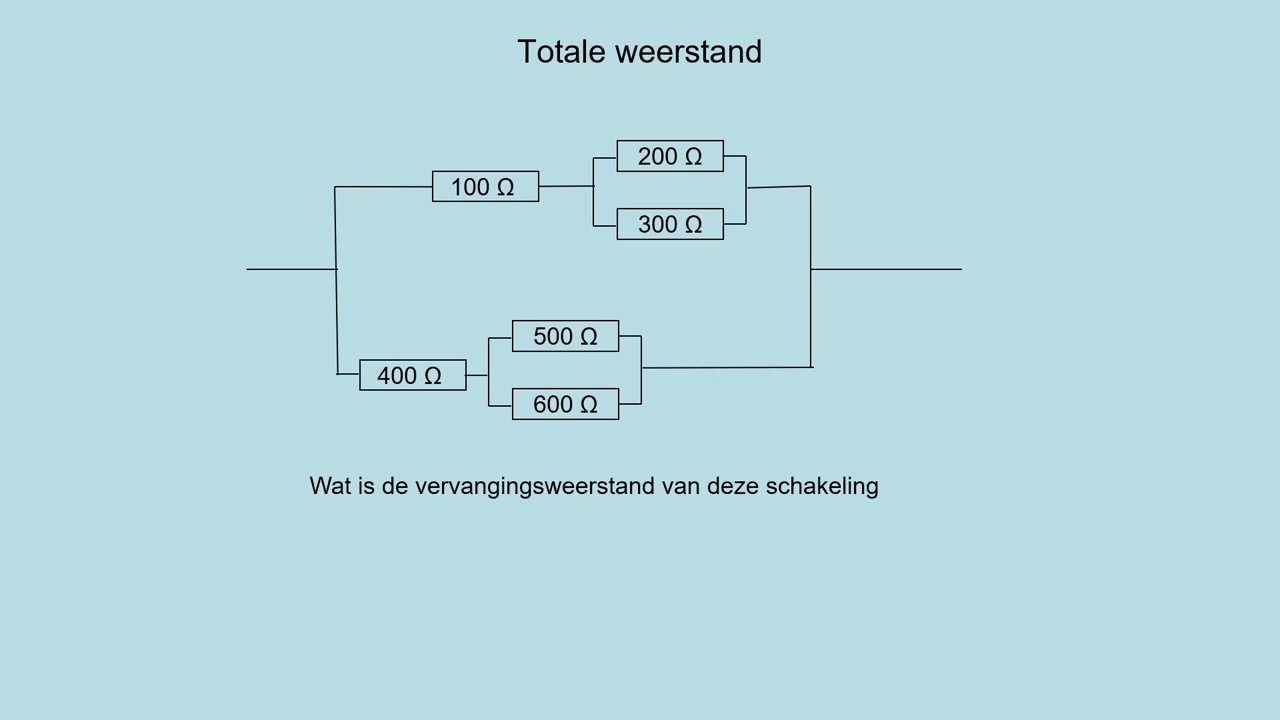 Totale weerstand
200 Ω
100 Ω
300 Ω
500 Ω
400 Ω
600 Ω
Wat is de vervangingsweerstand van deze schakeling